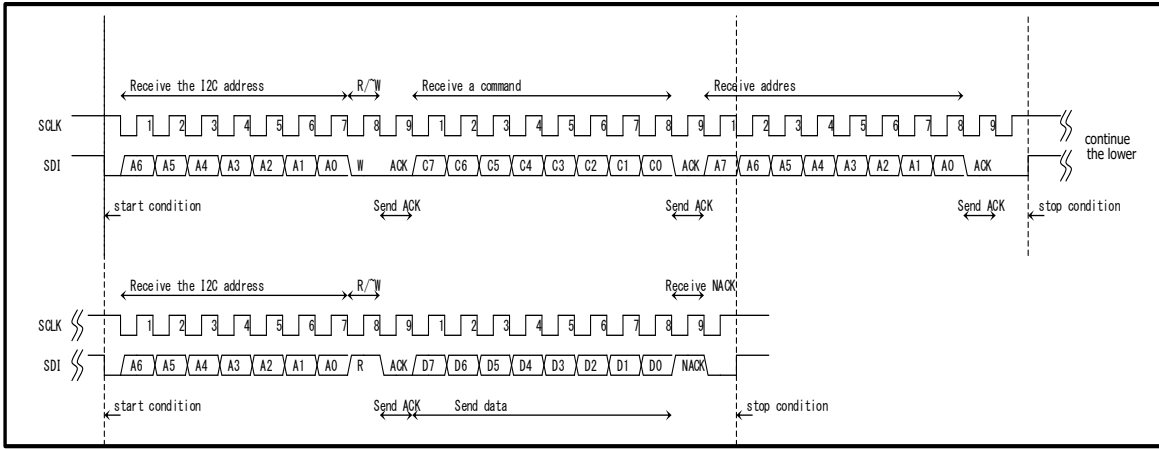 Receive the I2C address R/~W Receive a command Receive addres
SCLK 1 2 3 4 5 6 7 8 9 1 2 3 4 5 6 7 8 9 1 2 3 4 5 6 7 8 9
continue
the lower
SDI A6 A5 A4 A3 A2 A1 A0 W ACK C7 C6 C5 C4 C3 C2 C1 C0 ACK A7 A6 A5 A4 A3 A2 A1 A0 ACK
start condition Send ACK Send ACK Send ACK stop condition
Receive the I2C address R/~W Receive NACK
SCLK 1 2 3 4 5 6 7 8 9 1 2 3 4 5 6 7 8 9
SDI A6 A5 A4 A3 A2 A1 A0 R ACK D7 D6 D5 D4 D3 D2 D1 D0 NACK
start condition Send ACK Send data stop condition